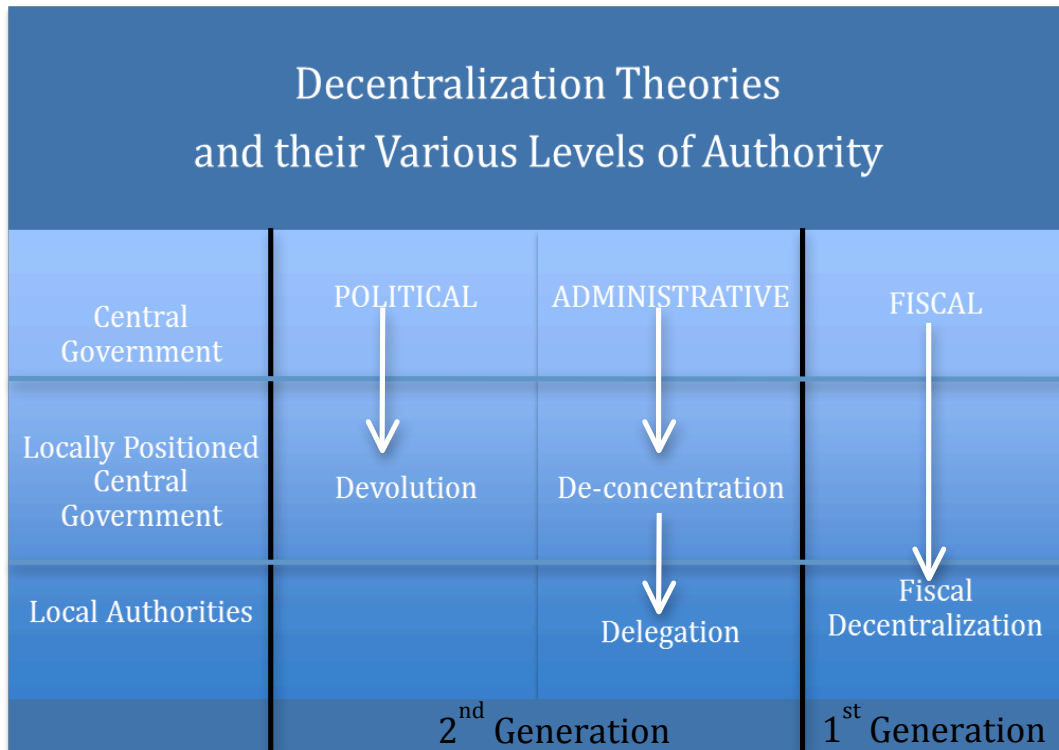 Decentralization Theories
and their Various Levels of Authority
POLITICAL
ADMINISTRATIVE
FISCAL
Central
Government
Locally Positioned
Central
Government
Devolution
De-concentration
Local Authorities
Delegation
Fiscal
Decentralization
2nd Generation
1st Generation